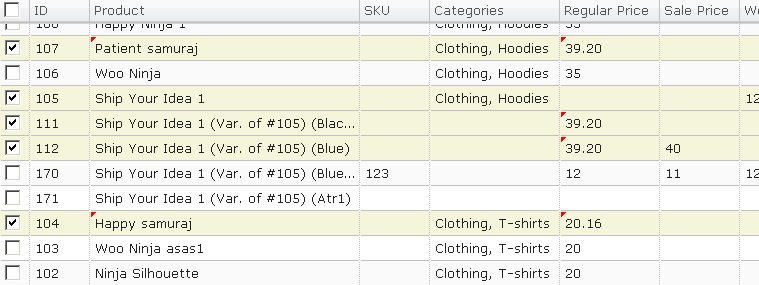 ID Product SKU Categories Regular Price Sale Price
Happy Ninja 1 Clothing, Hoodies 35
107 Patient samuraj Clothing, Hoodies 39.20
106 Woo Ninja Clothing, Hoodies 35
105 Ship Your Idea 1 Clothing, Hoodies 12
111 Ship Your Idea 1 (Var. of #105) (Blac... 39.20
112 Ship Your Idea 1 (Var. of #105) (Blue) 39.20 40
170 Ship Your Idea 1 (Var. of #105) (Blue... 123 12 11 12
171 Ship Your Idea 1 (Var. of #105) (Atr1)
104 Happy samuraj Clothing, T-shirts 20.16
103 Woo Ninja asas1 Clothing, T-shirts 20
102 Ninja Silhouette Clothing, T-shirts 20